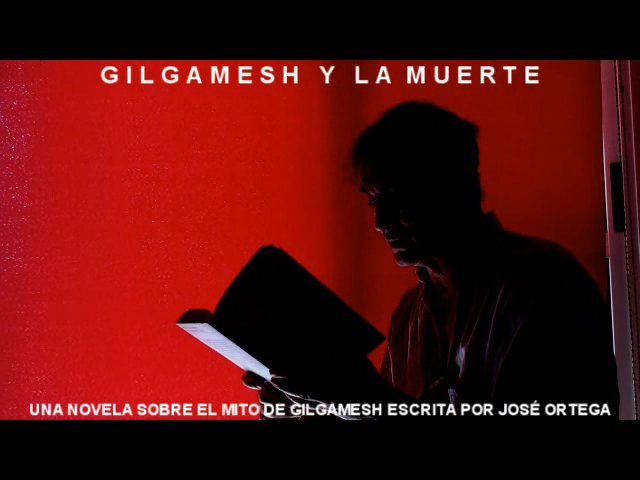 GILGAMESH Y LA MUERTE
UNA NOVELA SOBRE EL MITO DE GILGAMESH ESCRITA POR JOSÉ ORTEGA